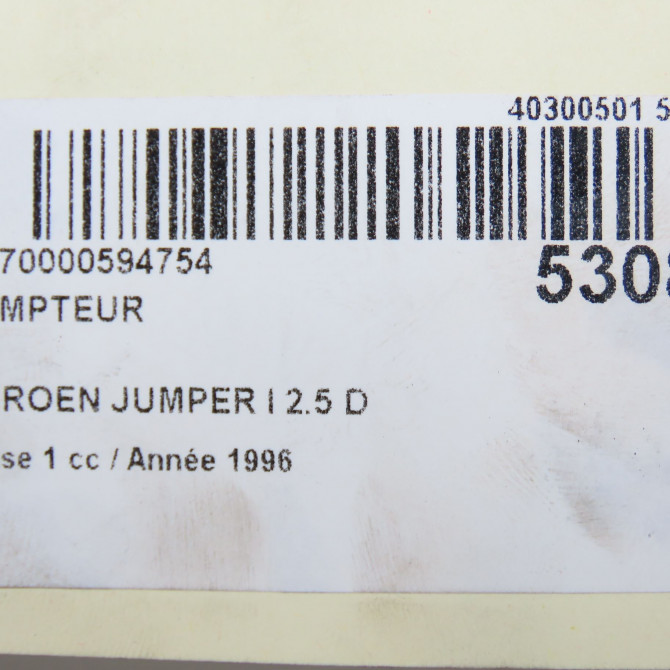 40300501 5
70000594754
5308
MPTEUR
ROEN JUMPER I 2.5 D
se 1 cc / Année 1996